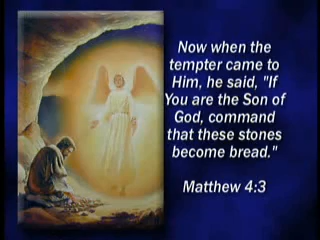 Now when the
tempter came to
Him, he said, "If
You are the Son of
God, command
that these stones
become bread."
Matthew 4:3